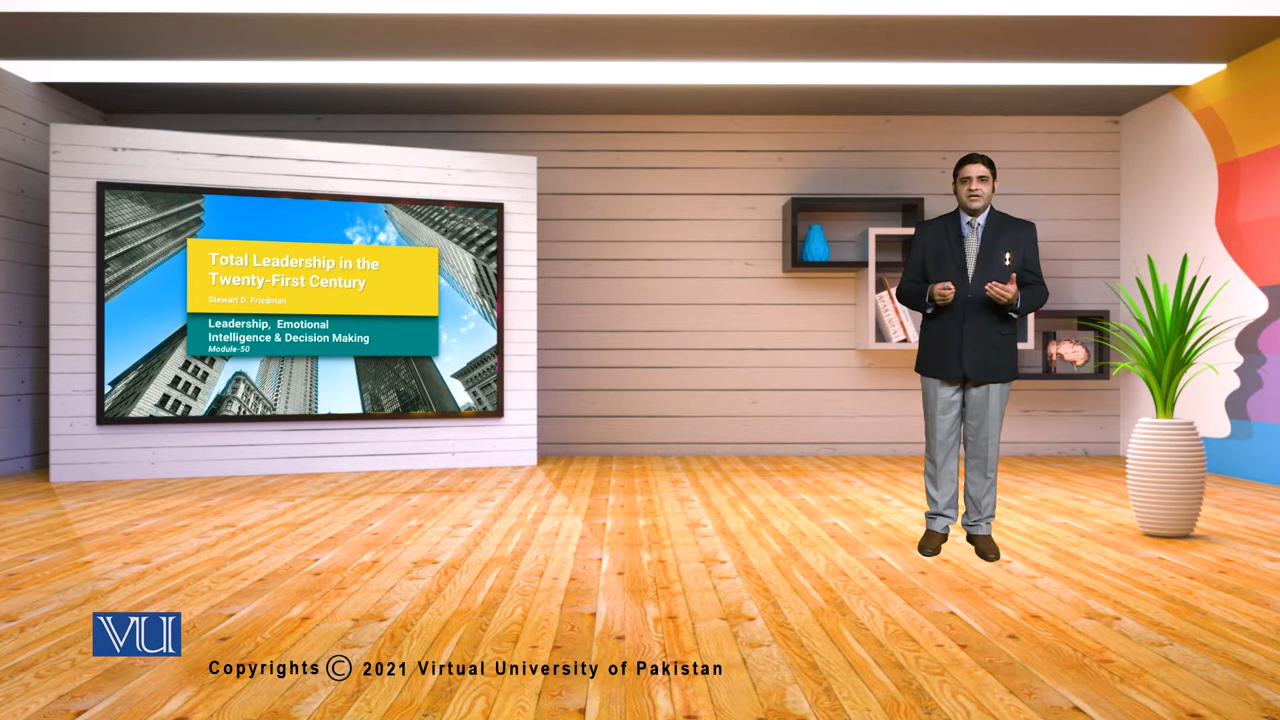 Total Leadership in the
Twenty-First Century
Stewart D. Friedman
Leadership, Emotional
Intelligence & Decision Making
Module-50
VU
Copyrights © 2021 Virtual University of Pakistan